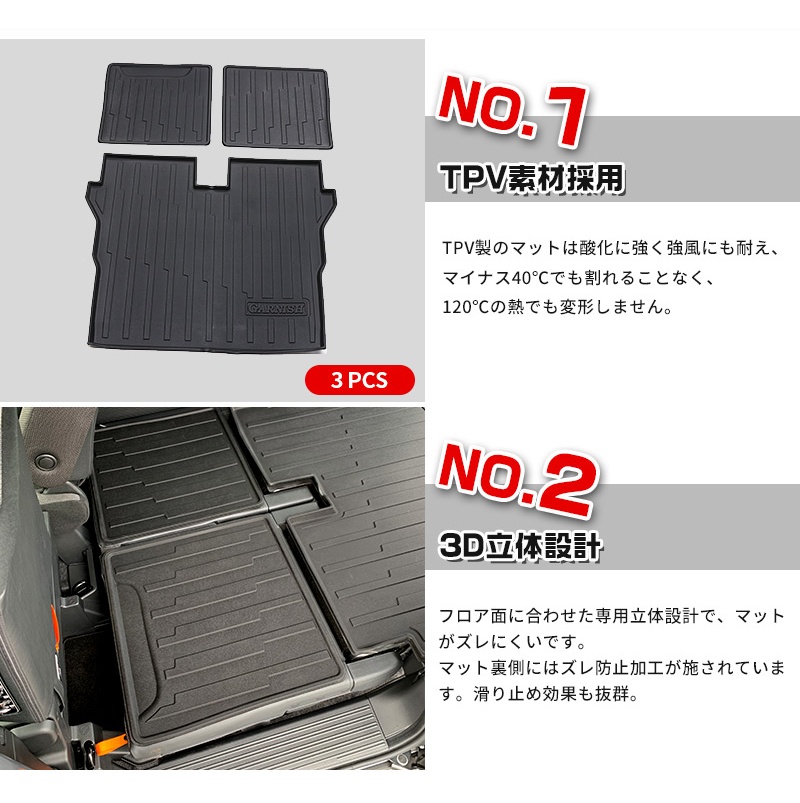 NO.1
TPV素材採用
TPV製のマットは酸化に強く強風にも耐え、
マイナス40℃でも割れることなく、
120℃の熱でも変形しません。
GARNISH
3 PCS
NO.2
3D立体設計
フロア面に合わせた専用立体設計で、マット
がズレにくいです。
マット裏側にはズレ防止加工が施されていま
す。滑り止め効果も抜群。